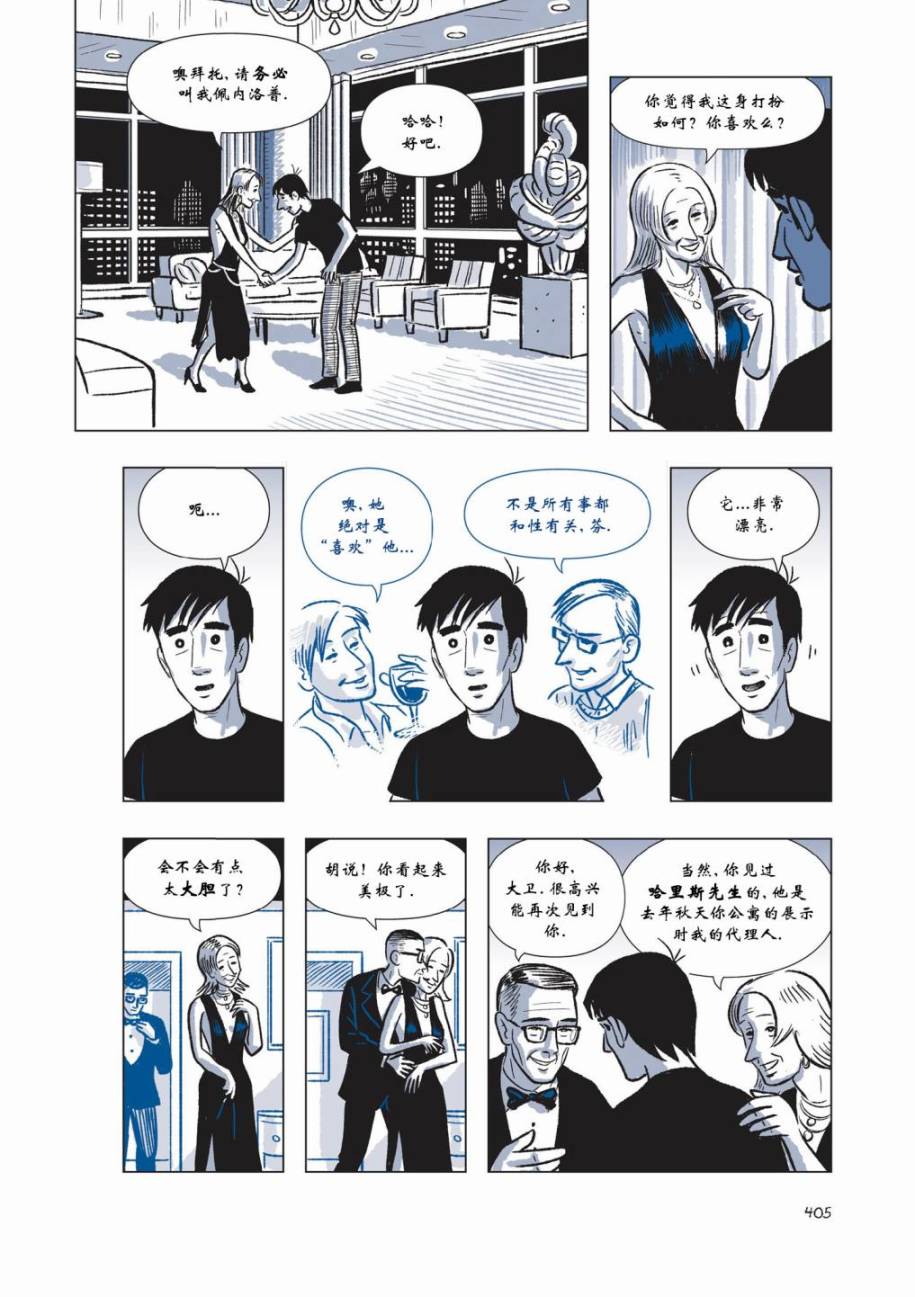 噢拜托,请务必
叫我佩内洛普.
哈哈!
好吧.
你觉得我这身打扮
如何?你喜欢么?
呃...
噢,她
绝对是
“喜欢”他...
不是所有事都
和性有关,芬.
它...非常
漂亮.
会不会有点
太大胆了?
胡说!你看起来
美极了.
你好,
大卫.很高兴
能再次见到
你.
当然,你见过
哈里斯先生的,他是
去年秋天你公寓的展示
时我的代理人.
405